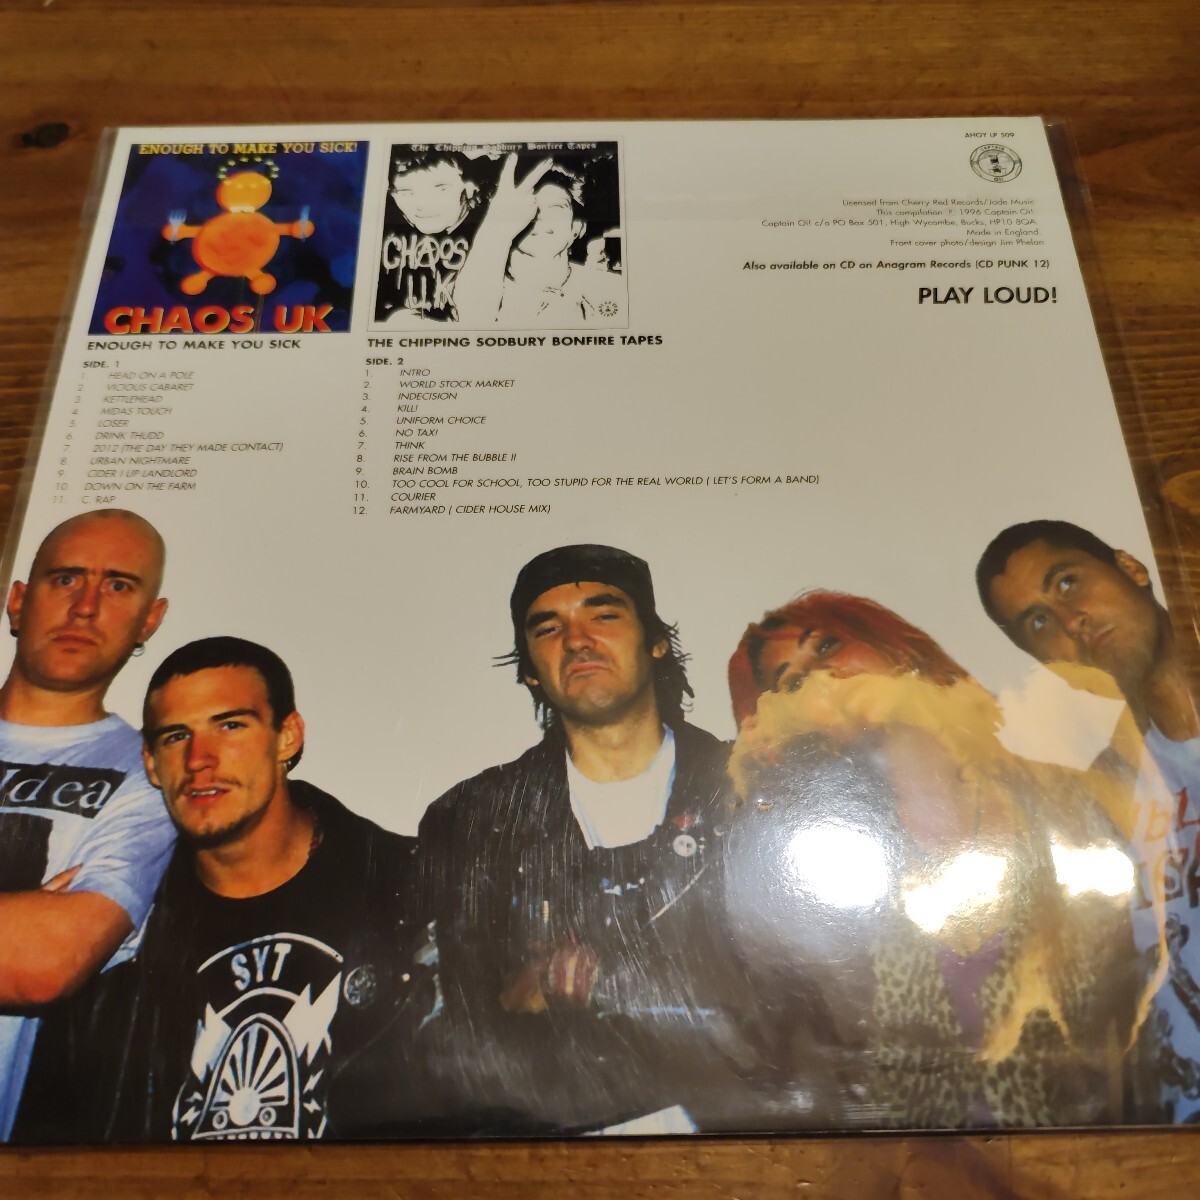 ENOUGH TO MAKE YOU SICK!
CHAOS UK
ENOUGH TO MAKE YOU SICK
SIDE. 1
1. HEAD ON A POLE
2. VICIOUS CABARET
3. KETTLEHEAD
4. MIDAS TOUCH
5. LOSER
6. DRINK THUDD
7. 2012 (THE DAY THEY MADE CONTACT)
8. URBAN NIGHTMARE
9. CIDER I UP LANDLORD
10. DOWN ON THE FARM
11. C. RAP
The Chipping Sodbury Bonfire Tapes
CHAOS
U.K
THE CHIPPING SODBURY BONFIRE TAPES
SIDE. 2
1. INTRO
2. WORLD STOCK MARKET
3. INDECISION
4. KILL!
5. UNIFORM CHOICE
6. NO TAX!
7. THINK
8. RISE FROM THE BUBBLE II
9. BRAIN BOMB
10. TOO COOL FOR SCHOOL, TOO STUPID FOR THE REAL WORLD ( LET'S FORM A BAND)
11. COURIER
12. FARMYARD ( CIDER HOUSE MIX)
AHOY LP 509
CAPTAIN
OI!
Licensed from Cherry Red Records/Jade Music.
This compilation ℗ 1996 Captain Oi!
Captain Oi! c/o PO Box 501, High Wycombe, Bucks, HP10 8QA.
Made in England.
Front cover photo/design Jim Phelan
Also available on CD on Anagram Records (CD PUNK 12)
PLAY LOUD!
Idea
SYT